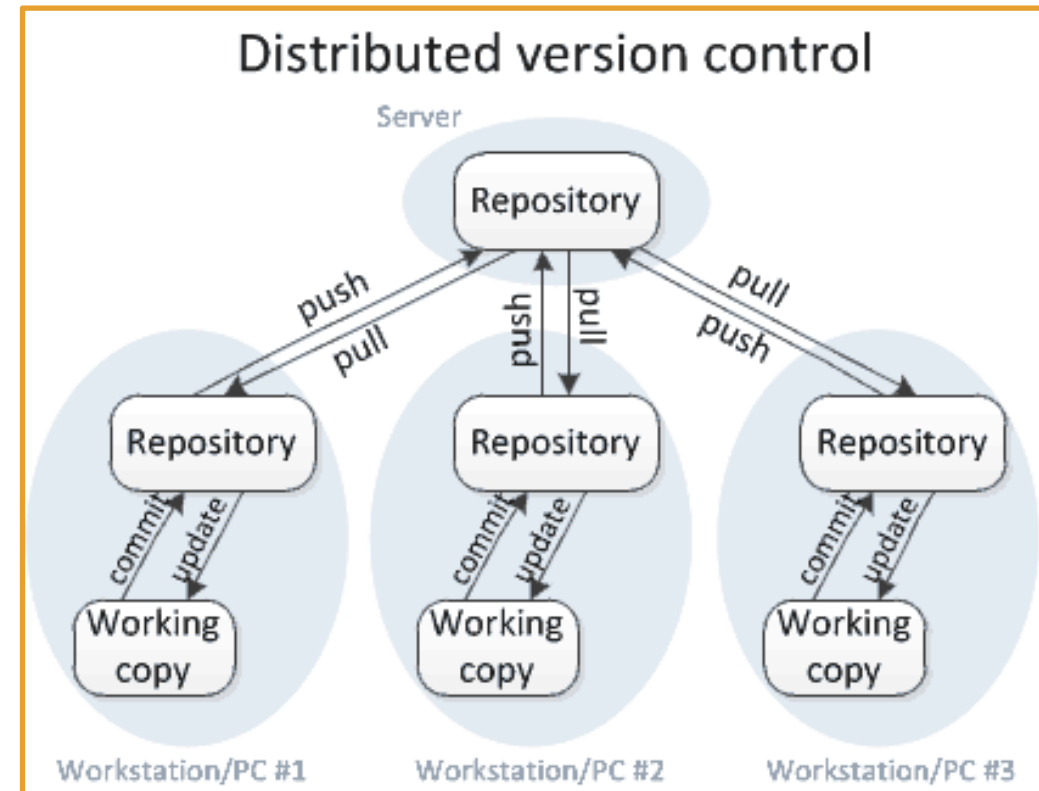 Distributed version control
Server
Repository
push
pull
push
pull
pull
push
Repository
Repository
Repository
commit
update
commit
update
commit
update
Working
copy
Working
copy
Working
copy
Workstation/PC #1
Workstation/PC #2
Workstation/PC #3